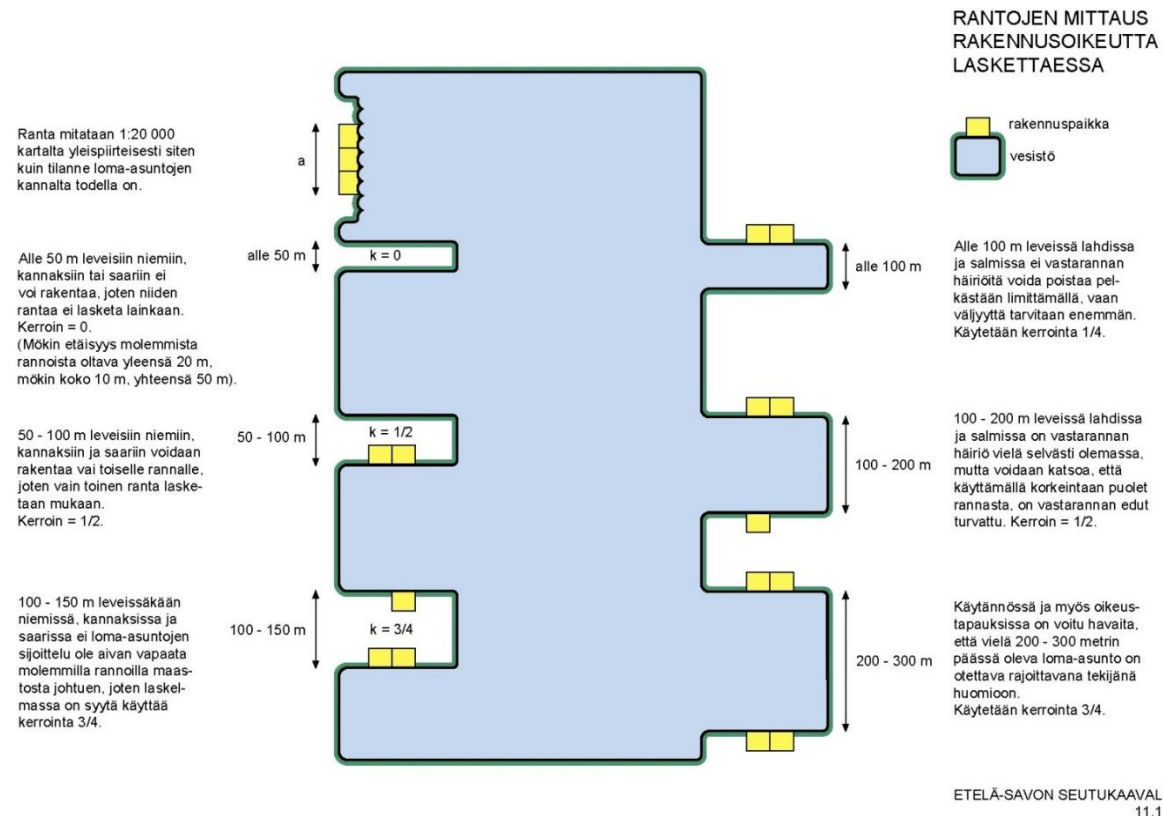 RANTOJEN MITTAUS
RAKENNUSOIKEUTTA
LASKETTAESSA
rakennuspaikka
vesistö
Ranta mitataan 1:20 000
kartalta yleispiirteisesti siten
kuin tilanne loma-asuntojen
kannalta todella on.
a
Alle 50 m leveisiin niemiin,
kannaksiin tai saariin ei
voi rakentaa, joten niiden
rantaa ei lasketa lainkaan.
Kerroin = 0.
(Mökin etäisyys molemmista
rannoista oltava yleensä 20 m,
mökin koko 10 m, yhteensä 50 m).
alle 50 m
k = 0
50 - 100 m leveisiin niemiin,
kannaksiin ja saariin voidaan
rakentaa vai toiselle rannalle,
joten vain toinen ranta laske-
taan mukaan.
Kerroin = 1/2.
50 - 100 m
k = 1/2
100 - 150 m leveissäkään
niemissä, kannaksissa ja
saarissa ei loma-asuntojen
sijoittelu ole aivan vapaata
molemmilla rannoilla maas-
tosta johtuen, joten laskel-
massa on syytä käyttää
kerrointa 3/4.
100 - 150 m
k = 3/4
alle 100 m
Alle 100 m leveissä lahdissa
ja salmissa ei vastarannan
häiriöitä voida poistaa pel-
kästään limittämällä, vaan
väljyyttä tarvitaan enemmän.
Käytetään kerrointa 1/4.
100 - 200 m
100 - 200 m leveissä lahdissa
ja salmissa on vastarannan
häiriö vielä selvästi olemassa,
mutta voidaan katsoa, että
käyttämällä korkeintaan puolet
rannasta, on vastarannan edut
turvattu. Kerroin = 1/2.
200 - 300 m
Käytännössä ja myös oikeus-
tapauksissa on voitu havaita,
että vielä 200 - 300 metrin
päässä oleva loma-asunto on
otettava rajoittavana tekijänä
huomioon.
Käytetään kerrointa 3/4.
ETELÄ-SAVON SEUTUKAAVAL
11.1